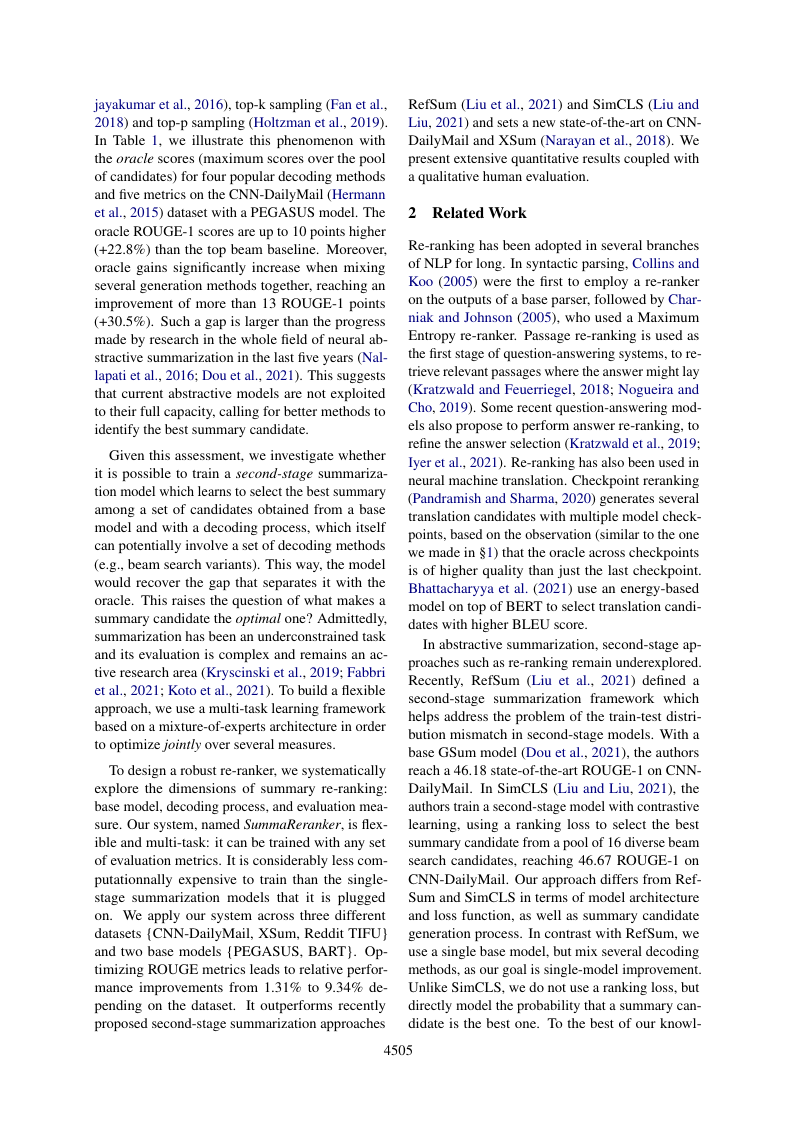 jayakumar et al., 2016), top-k sampling (Fan et al.,
2018) and top-p sampling (Holtzman et al., 2019).
In Table 1, we illustrate this phenomenon with
the oracle scores (maximum scores over the pool
of candidates) for four popular decoding methods
and five metrics on the CNN-DailyMail (Hermann
et al., 2015) dataset with a PEGASUS model. The
oracle ROUGE-1 scores are up to 10 points higher
(+22.8%) than the top beam baseline. Moreover,
oracle gains significantly increase when mixing
several generation methods together, reaching an
improvement of more than 13 ROUGE-1 points
(+30.5%). Such a gap is larger than the progress
made by research in the whole field of neural ab-
stractive summarization in the last five years (Nal-
lapati et al., 2016; Dou et al., 2021). This suggests
that current abstractive models are not exploited
to their full capacity, calling for better methods to
identify the best summary candidate.
Given this assessment, we investigate whether
it is possible to train a second-stage summariza-
tion model which learns to select the best summary
among a set of candidates obtained from a base
model and with a decoding process, which itself
can potentially involve a set of decoding methods
(e.g., beam search variants). This way, the model
would recover the gap that separates it with the
oracle. This raises the question of what makes a
summary candidate the optimal one? Admittedly,
summarization has been an underconstrained task
and its evaluation is complex and remains an ac-
tive research area (Kryscinski et al., 2019; Fabbri
et al., 2021; Koto et al., 2021). To build a flexible
approach, we use a multi-task learning framework
based on a mixture-of-experts architecture in order
to optimize jointly over several measures.
To design a robust re-ranker, we systematically
explore the dimensions of summary re-ranking:
base model, decoding process, and evaluation mea-
sure. Our system, named SummaReranker, is flex-
ible and multi-task: it can be trained with any set
of evaluation metrics. It is considerably less com-
putationnally expensive to train than the single-
stage summarization models that it is plugged
on. We apply our system across three different
datasets {CNN-DailyMail, XSum, Reddit TIFU}
and two base models {PEGASUS, BART}. Op-
timizing ROUGE metrics leads to relative perfor-
mance improvements from 1.31% to 9.34% de-
pending on the dataset. It outperforms recently
proposed second-stage summarization approaches
RefSum (Liu et al., 2021) and SimCLS (Liu and
Liu, 2021) and sets a new state-of-the-art on CNN-
DailyMail and XSum (Narayan et al., 2018). We
present extensive quantitative results coupled with
a qualitative human evaluation.
2 Related Work
Re-ranking has been adopted in several branches
of NLP for long. In syntactic parsing, Collins and
Koo (2005) were the first to employ a re-ranker
on the outputs of a base parser, followed by Char-
niak and Johnson (2005), who used a Maximum
Entropy re-ranker. Passage re-ranking is used as
the first stage of question-answering systems, to re-
trieve relevant passages where the answer might lay
(Kratzwald and Feuerriegel, 2018; Nogueira and
Cho, 2019). Some recent question-answering mod-
els also propose to perform answer re-ranking, to
refine the answer selection (Kratzwald et al., 2019;
Iyer et al., 2021). Re-ranking has also been used in
neural machine translation. Checkpoint reranking
(Pandramish and Sharma, 2020) generates several
translation candidates with multiple model check-
points, based on the observation (similar to the one
we made in §1) that the oracle across checkpoints
is of higher quality than just the last checkpoint.
Bhattacharyya et al. (2021) use an energy-based
model on top of BERT to select translation candi-
dates with higher BLEU score.
In abstractive summarization, second-stage ap-
proaches such as re-ranking remain underexplored.
Recently, RefSum (Liu et al., 2021) defined a
second-stage summarization framework which
helps address the problem of the train-test distri-
bution mismatch in second-stage models. With a
base GSum model (Dou et al., 2021), the authors
reach a 46.18 state-of-the-art ROUGE-1 on CNN-
DailyMail. In SimCLS (Liu and Liu, 2021), the
authors train a second-stage model with contrastive
learning, using a ranking loss to select the best
summary candidate from a pool of 16 diverse beam
search candidates, reaching 46.67 ROUGE-1 on
CNN-DailyMail. Our approach differs from Ref-
Sum and SimCLS in terms of model architecture
and loss function, as well as summary candidate
generation process. In contrast with RefSum, we
use a single base model, but mix several decoding
methods, as our goal is single-model improvement.
Unlike SimCLS, we do not use a ranking loss, but
directly model the probability that a summary can-
didate is the best one. To the best of our knowl-
4505